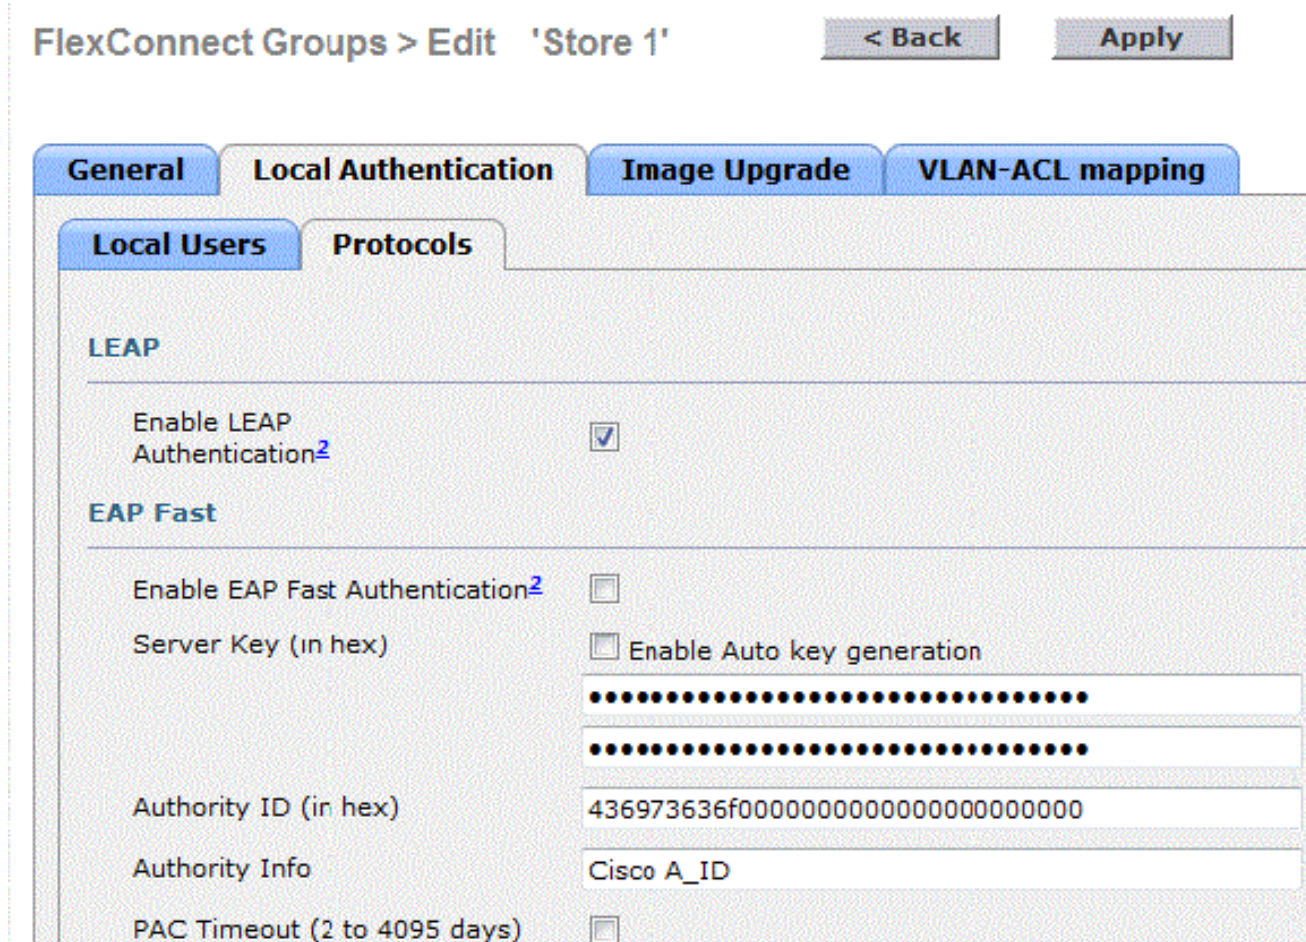 FlexConnect Groups > Edit 'Store 1'
< Back
Apply
General
Local Authentication
Image Upgrade
VLAN-ACL mapping
Local Users
Protocols
LEAP
Enable LEAP
Authentication2
EAP Fast
Enable EAP Fast Authentication2
Server Key (in hex)
Enable Auto key generation
••••••••••••••••••••••••••••••••
••••••••••••••••••••••••••••••••
Authority ID (in hex)
436973636f0000000000000000000000
Authority Info
Cisco A_ID
PAC Timeout (2 to 4095 days)